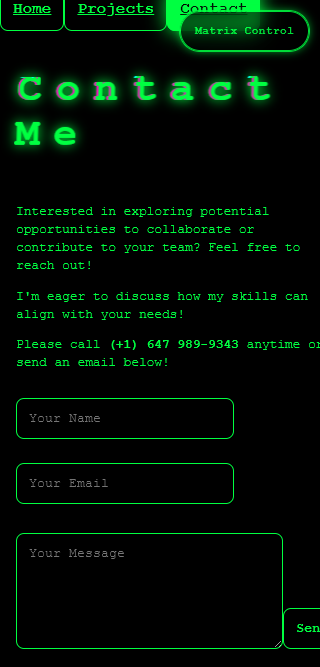 Home Projects Contact
Matrix Control
Contact
Me
Interested in exploring potential
opportunities to collaborate or
contribute to your team? Feel free to
reach out!
I'm eager to discuss how my skills can
align with your needs!
Please call (+1) 647 989-9343 anytime or
send an email below!
Your Name
Your Email
Your Message
Sen